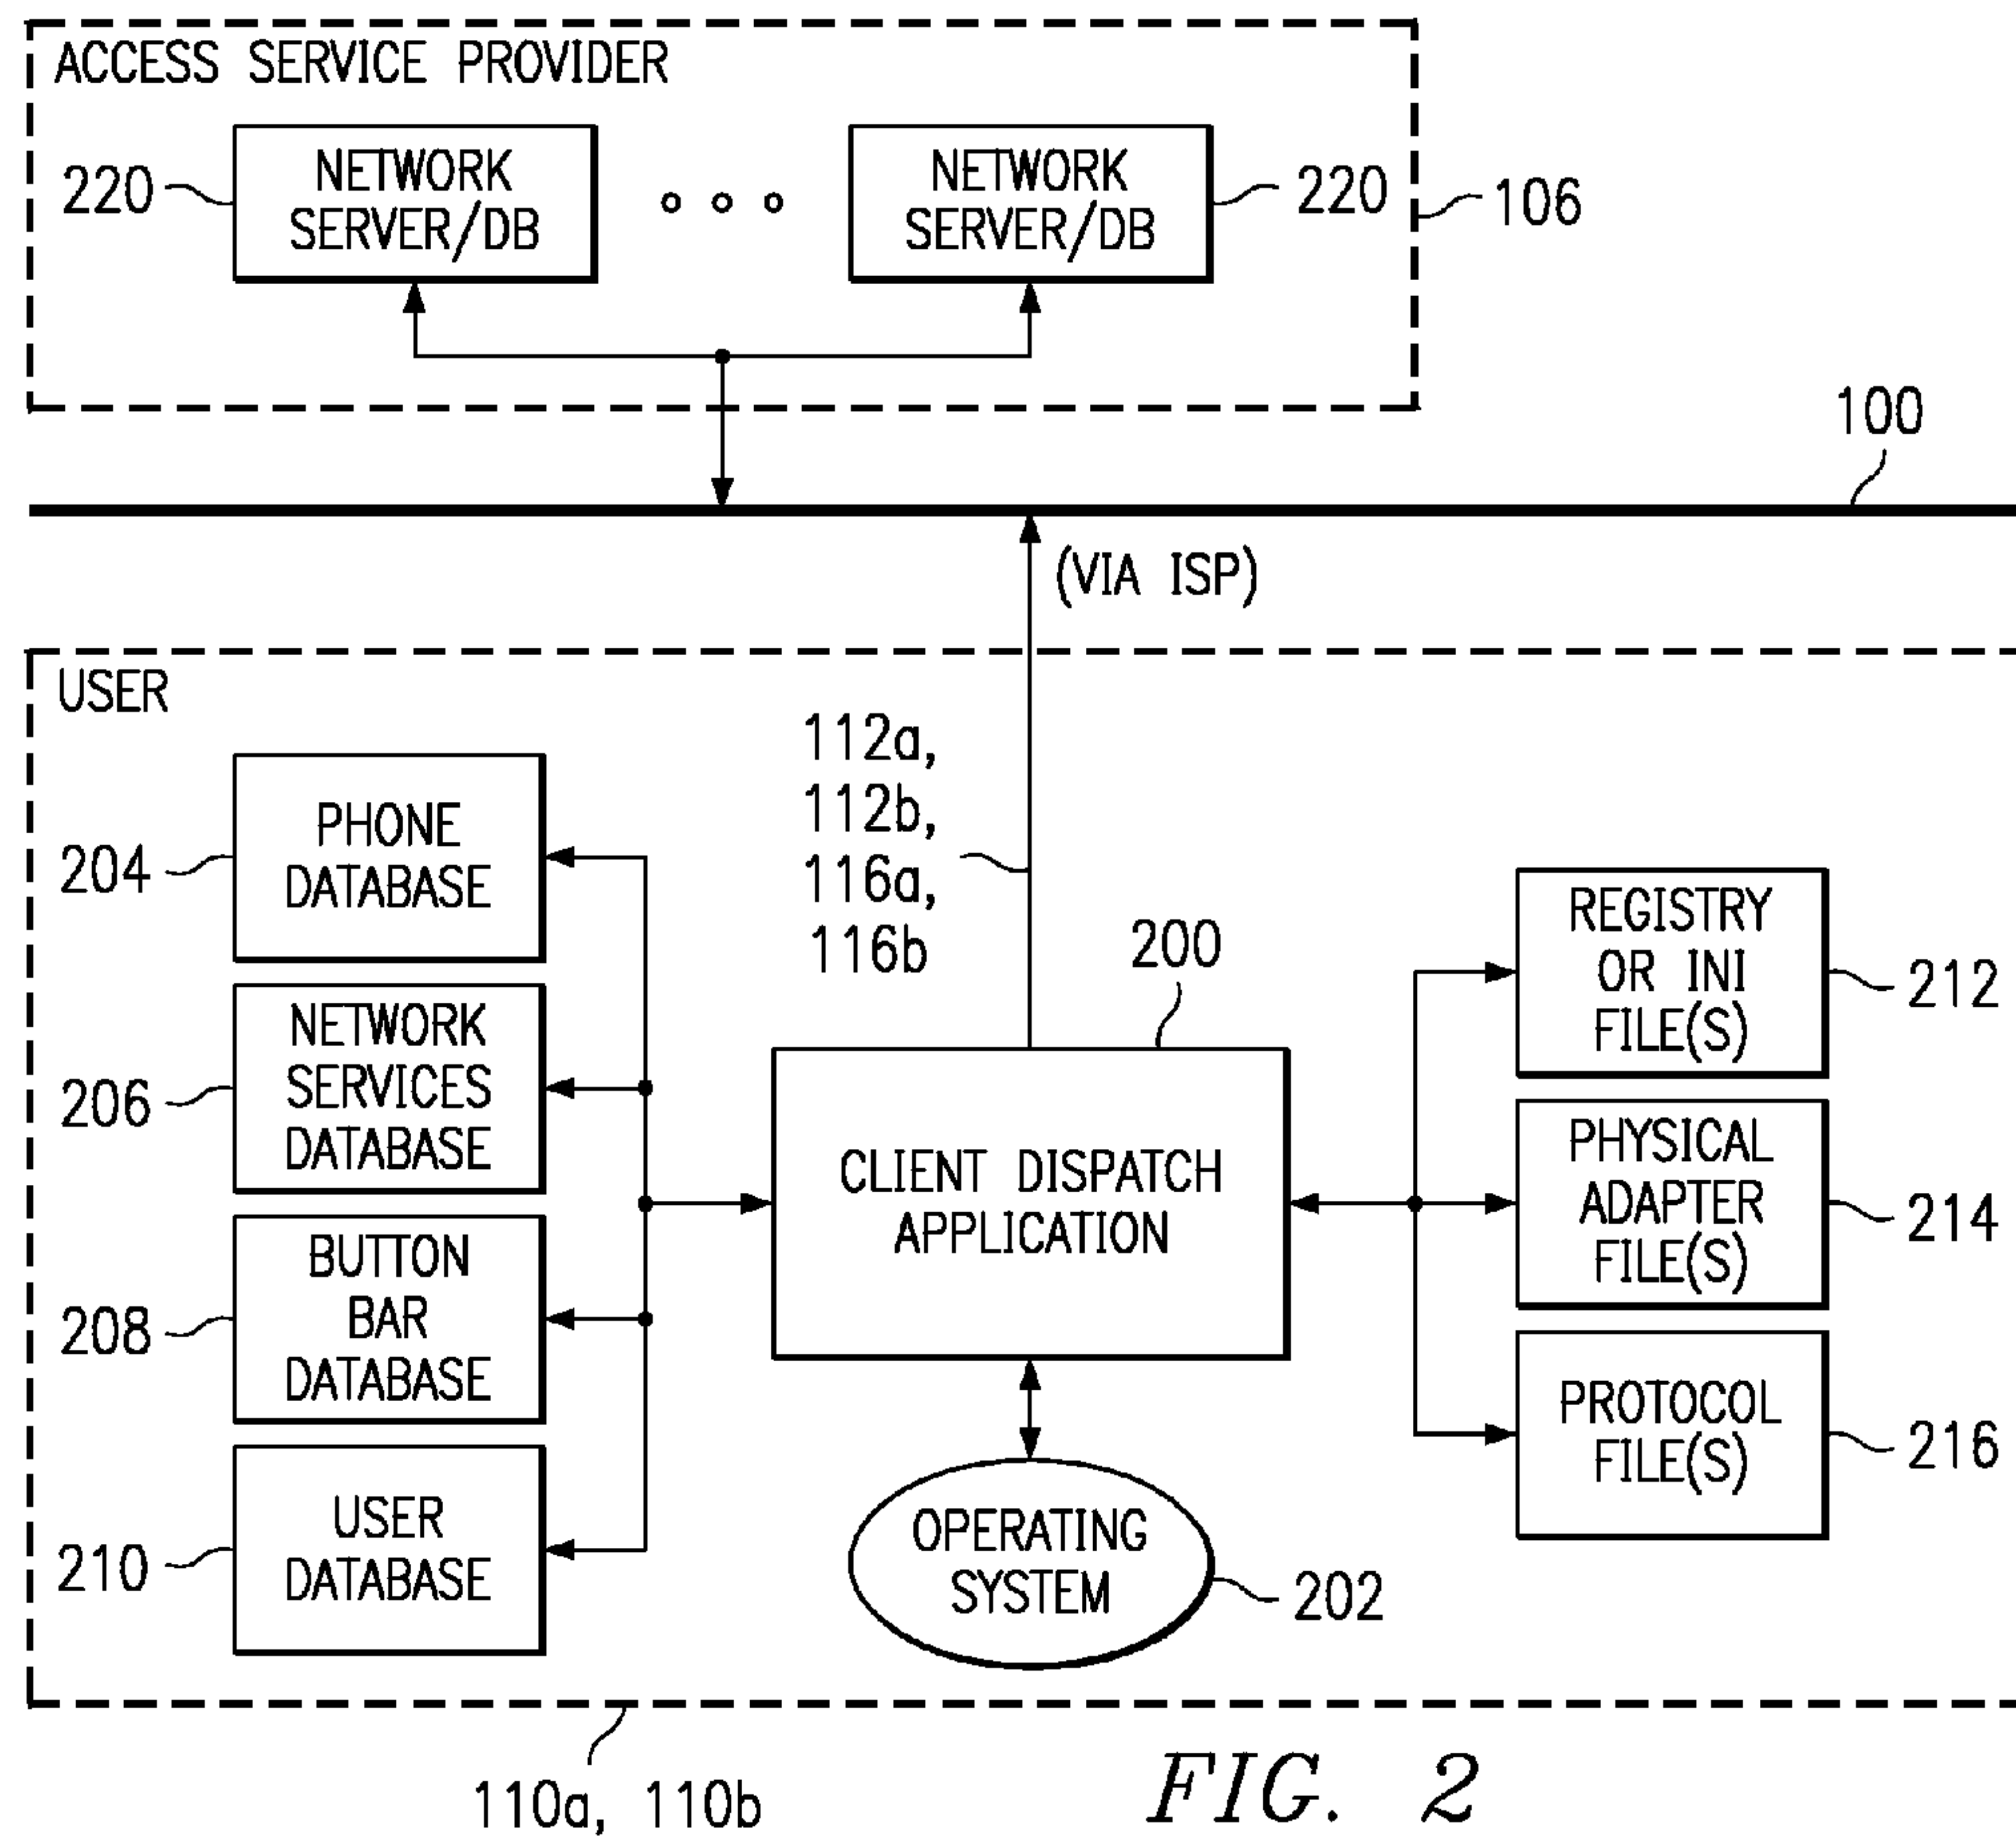 ACCESS SERVICE PROVIDER
220
NETWORK
SERVER/DB
NETWORK
SERVER/DB
220
106
100
(VIA ISP)
USER
112a,
112b,
116a,
116b
PHONE
DATABASE
204
NETWORK
SERVICES
DATABASE
206
BUTTON
BAR
DATABASE
208
USER
DATABASE
210
200
CLIENT DISPATCH
APPLICATION
OPERATING
SYSTEM
202
REGISTRY
OR INI
FILE(S)
212
PHYSICAL
ADAPTER
FILE(S)
214
PROTOCOL
FILE(S)
216
110a, 110b
FIG. 2